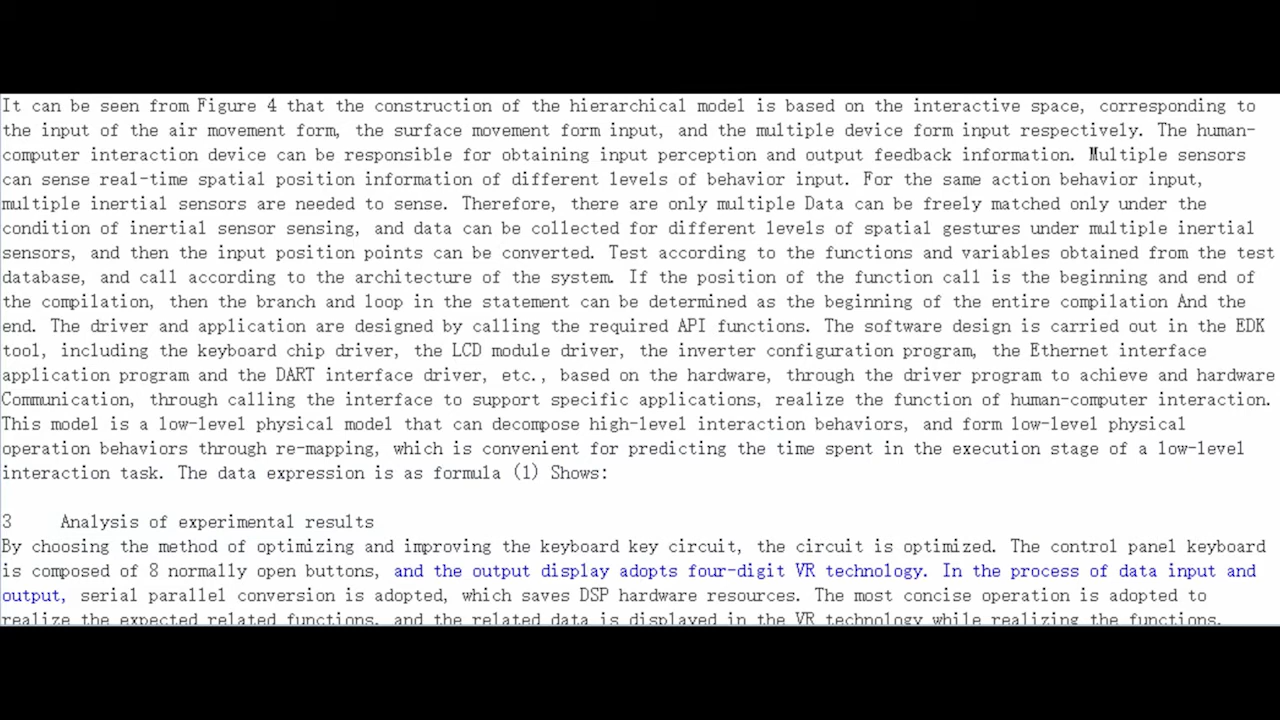 It can be seen from Figure 4 that the construction of the hierarchical model is based on the interactive space, corresponding to
the input of the air movement form, the surface movement form input, and the multiple device form input respectively. The human-
computer interaction device can be responsible for obtaining input perception and output feedback information. Multiple sensors
can sense real-time spatial position information of different levels of behavior input. For the same action behavior input,
multiple inertial sensors are needed to sense. Therefore, there are only multiple Data can be freely matched only under the
condition of inertial sensor sensing, and data can be collected for different levels of spatial gestures under multiple inertial
sensors, and then the input position points can be converted. Test according to the functions and variables obtained from the test
database, and call according to the architecture of the system. If the position of the function call is the beginning and end of
the compilation, then the branch and loop in the statement can be determined as the beginning of the entire compilation And the
end. The driver and application are designed by calling the required API functions. The software design is carried out in the EDK
tool, including the keyboard chip driver, the LCD module driver, the inverter configuration program, the Ethernet interface
application program and the DART interface driver, etc., based on the hardware, through the driver program to achieve and hardware
Communication, through calling the interface to support specific applications, realize the function of human-computer interaction.
This model is a low-level physical model that can decompose high-level interaction behaviors, and form low-level physical
operation behaviors through re-mapping, which is convenient for predicting the time spent in the execution stage of a low-level
interaction task. The data expression is as formula (1) Shows:
3 Analysis of experimental results
By choosing the method of optimizing and improving the keyboard key circuit, the circuit is optimized. The control panel keyboard
is composed of 8 normally open buttons, and the output display adopts four-digit VR technology. In the process of data input and
output, serial parallel conversion is adopted, which saves DSP hardware resources. The most concise operation is adopted to
realize the expected related functions, and the related data is displayed in the VR technology while realizing the functions.